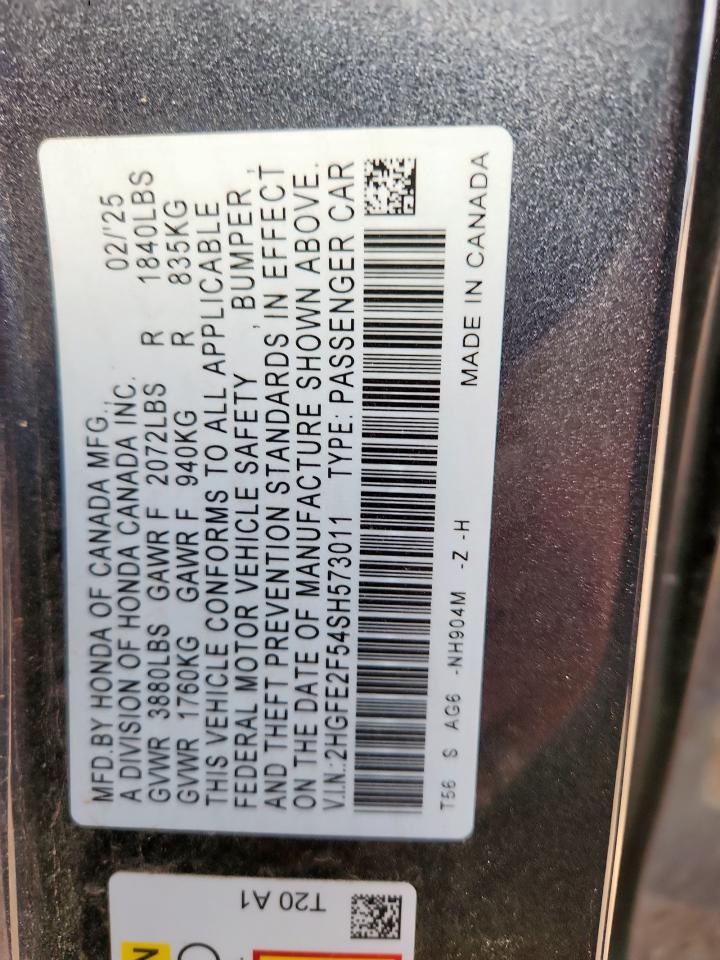 MFD.BY HONDA OF CANADA MFG., 02/'25
A DIVISION OF HONDA CANADA INC.
GVWR 3880LBS GAWR F 2072LBS R 1840LBS
GVWR 1760KG GAWR F 940KG R 835KG
THIS VEHICLE CONFORMS TO ALL APPLICABLE
FEDERAL MOTOR VEHICLE SAFETY , BUMPER ,
AND THEFT PREVENTION STANDARDS IN EFFECT
ON THE DATE OF MANUFACTURE SHOWN ABOVE.
V.I.N.:2HGFE2F54SH573011 TYPE: PASSENGER CAR
T56 S AG6 -NH904M -Z -H
MADE IN CANADA
T20 A1